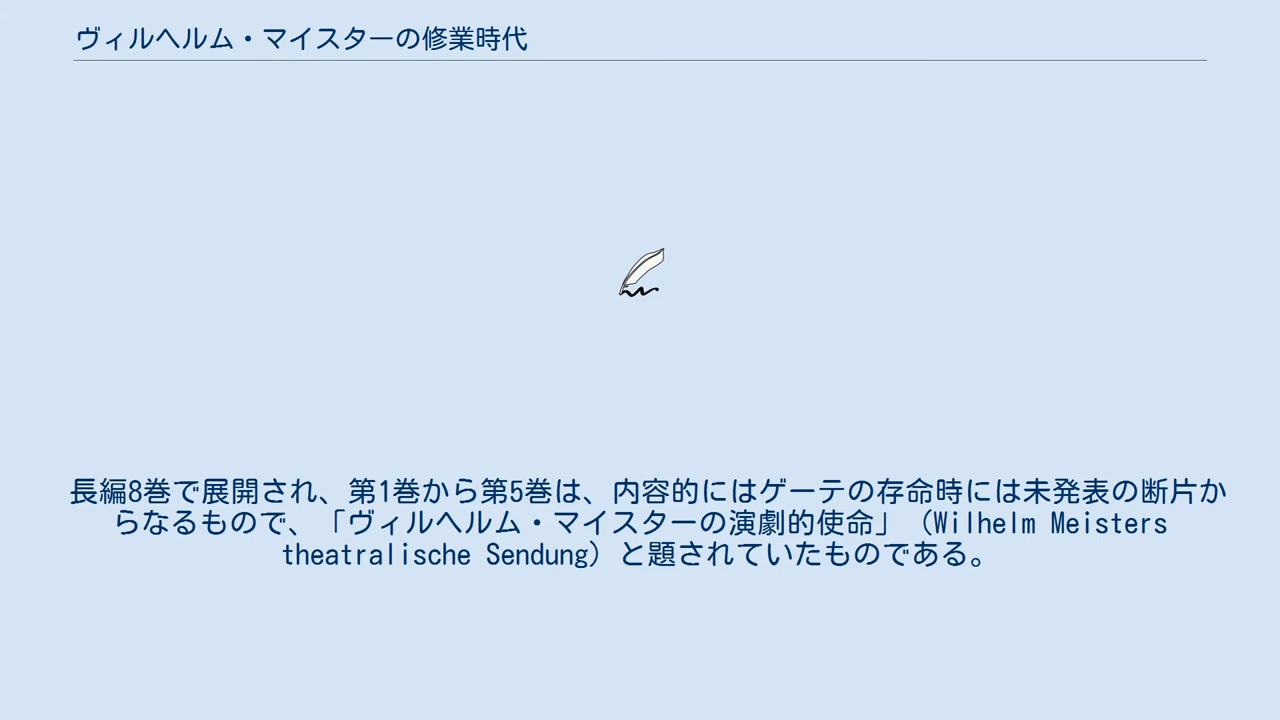 ヴィルヘルム・マイスターの修業時代
長編8巻で展開され、第1巻から第5巻は、内容的にはゲーテの存命時には未発表の断片か
らなるもので、「ヴィルヘルム・マイスターの演劇的使命」（Wilhelm Meisters
theatralische Sendung）と題されていたものである。